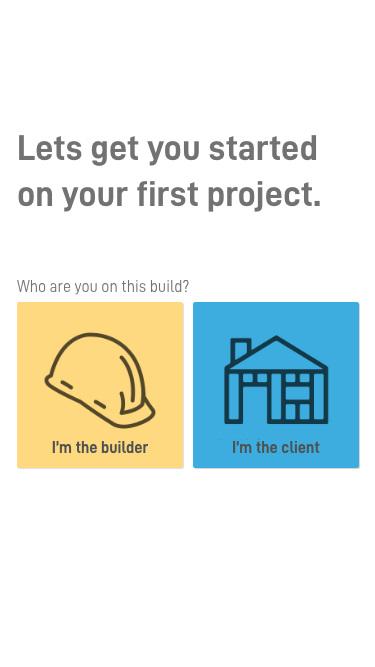 Lets get you started
on your first project.
Who are you on this build?
I'm the builder
I'm the client